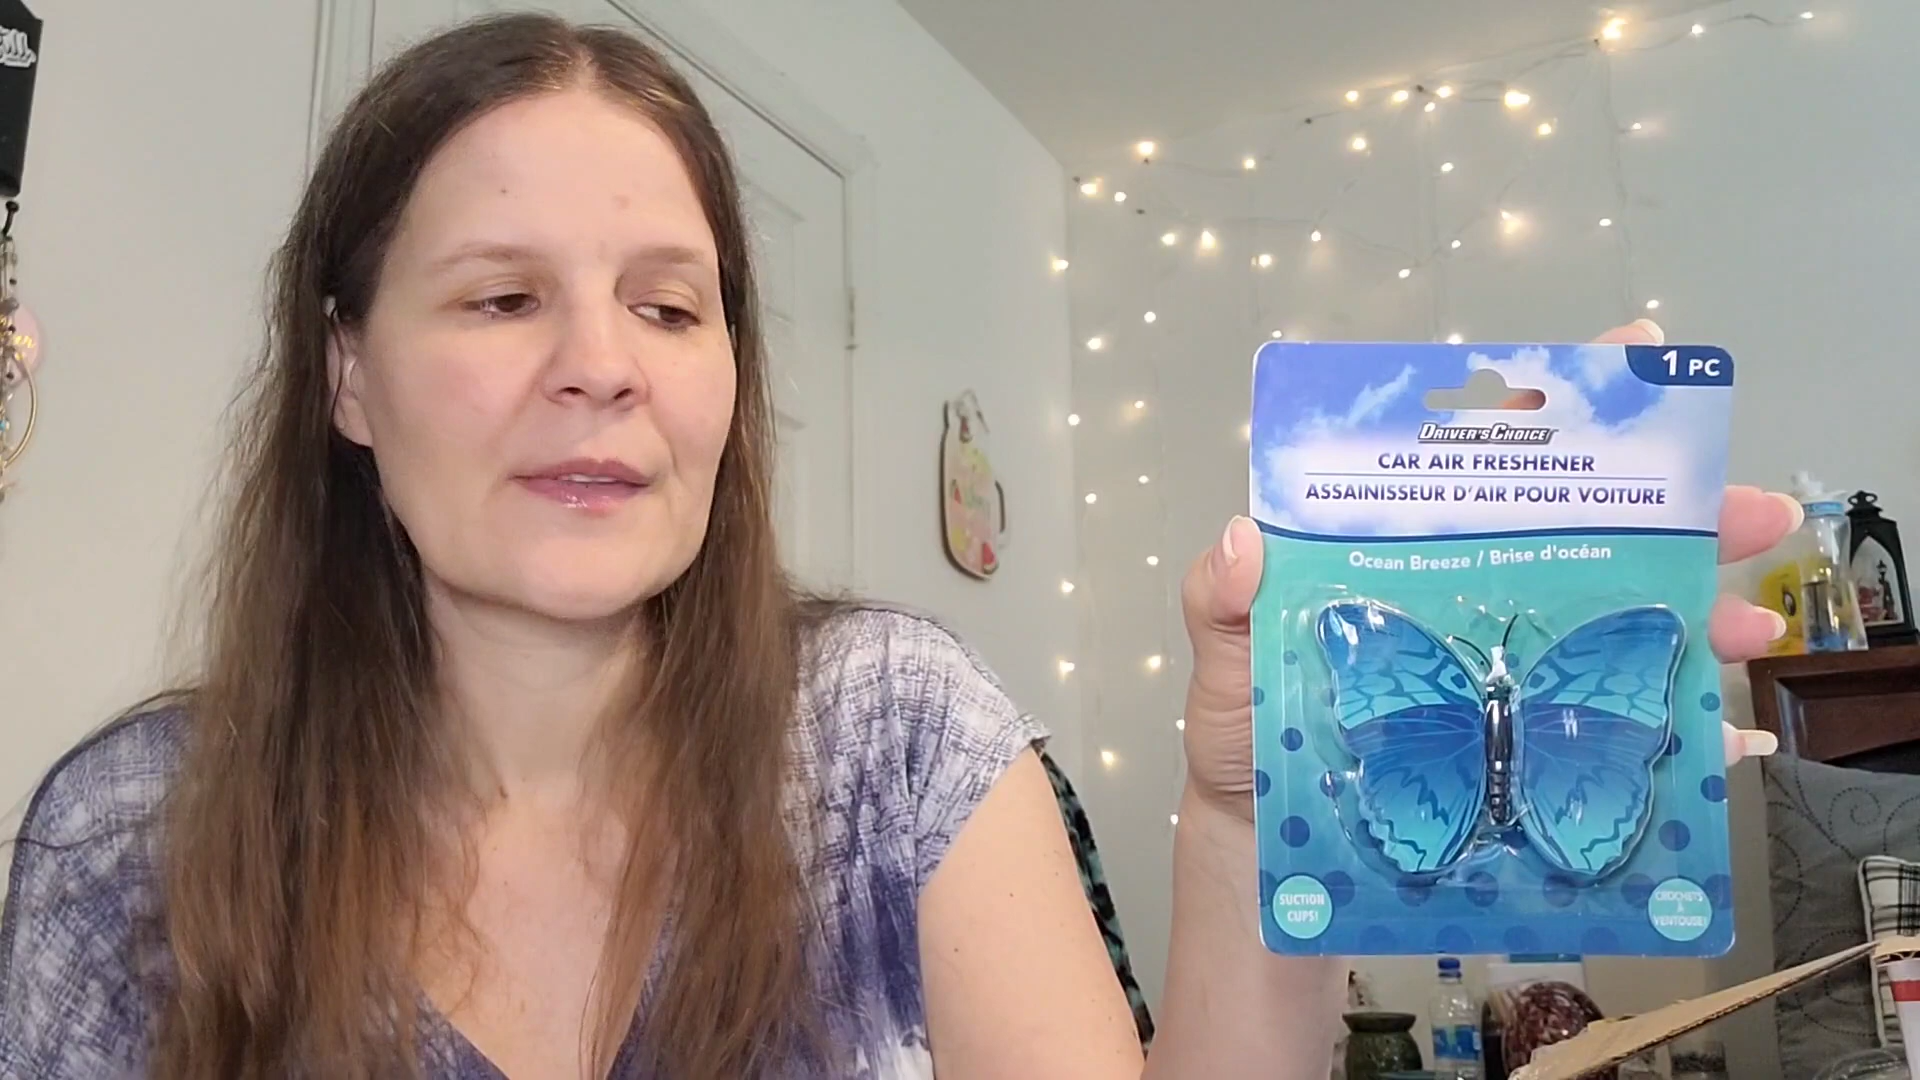 1 PC
DRIVER'S CHOICE
CAR AIR FRESHENER
ASSAINISSEUR D'AIR POUR VOITURE
Ocean Breeze / Brise d'océan
SUCTION
CUPS!
CROCHETS
À
VENTOUSE!